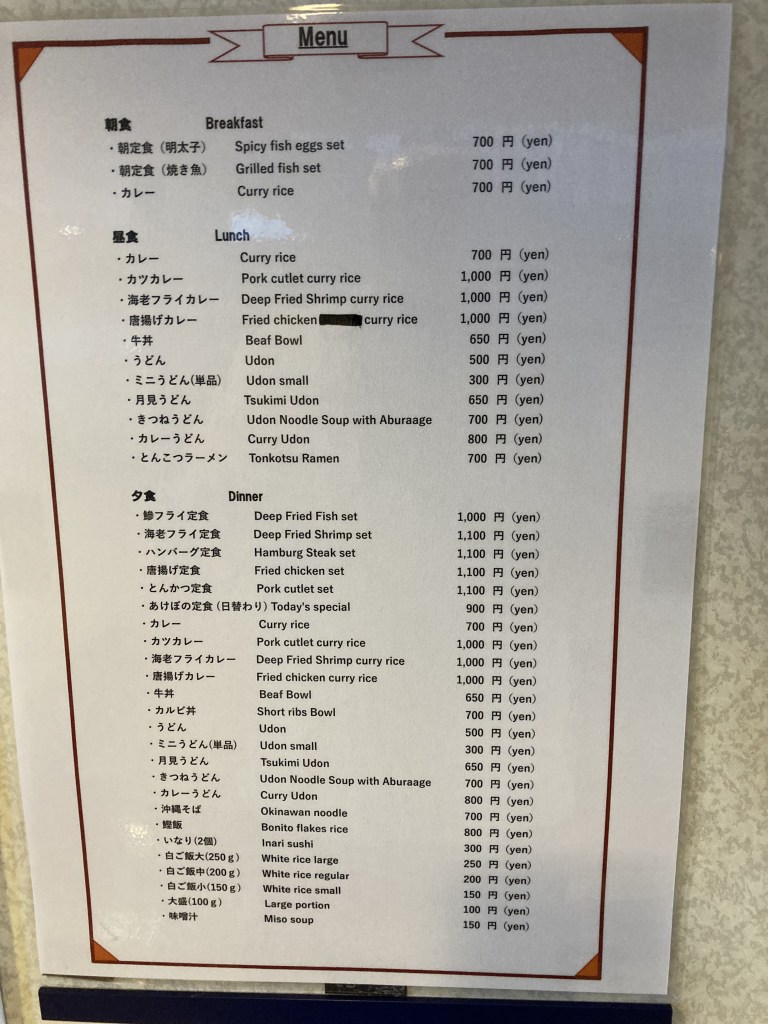 Menu
朝食 Breakfast
・朝定食（明太子） Spicy fish eggs set 700 円 (yen)
・朝定食（焼き魚） Grilled fish set 700 円 (yen)
・カレー Curry rice 700 円 (yen)
昼食 Lunch
・カレー Curry rice 700 円 (yen)
・カツカレー Pork cutlet curry rice 1,000 円 (yen)
・海老フライカレー Deep Fried Shrimp curry rice 1,000 円 (yen)
・唐揚げカレー Fried chicken curry rice 1,000 円 (yen)
・牛丼 Beaf Bowl 650 円 (yen)
・うどん Udon 500 円 (yen)
・ミニうどん(単品) Udon small 300 円 (yen)
・月見うどん Tsukimi Udon 650 円 (yen)
・きつねうどん Udon Noodle Soup with Aburaage 700 円 (yen)
・カレーうどん Curry Udon 800 円 (yen)
・とんこつラーメン Tonkotsu Ramen 700 円 (yen)
夕食 Dinner
・鯵フライ定食 Deep Fried Fish set 1,000 円 (yen)
・海老フライ定食 Deep Fried Shrimp set 1,100 円 (yen)
・ハンバーグ定食 Hamburg Steak set 1,100 円 (yen)
・唐揚げ定食 Fried chicken set 1,100 円 (yen)
・とんかつ定食 Pork cutlet set 1,100 円 (yen)
・あけぼの定食 (日替わり) Today's special 900 円 (yen)
・カレー Curry rice 700 円 (yen)
・カツカレー Pork cutlet curry rice 1,000 円 (yen)
・海老フライカレー Deep Fried Shrimp curry rice 1,000 円 (yen)
・唐揚げカレー Fried chicken curry rice 1,000 円 (yen)
・牛丼 Beaf Bowl 650 円 (yen)
・カルビ丼 Short ribs Bowl 700 円 (yen)
・うどん Udon 500 円 (yen)
・ミニうどん(単品) Udon small 300 円 (yen)
・月見うどん Tsukimi Udon 650 円 (yen)
・きつねうどん Udon Noodle Soup with Aburaage 700 円 (yen)
・カレーうどん Curry Udon 800 円 (yen)
・沖縄そば Okinawan noodle 700 円 (yen)
・鰹飯 Bonito flakes rice 800 円 (yen)
・いなり(2個) Inari sushi 300 円 (yen)
・白ご飯大(250ｇ) White rice large 250 円 (yen)
・白ご飯中(200ｇ) White rice regular 200 円 (yen)
・白ご飯小(150ｇ) White rice small 150 円 (yen)
・大盛(100ｇ) Large portion 100 円 (yen)
・味噌汁 Miso soup 150 円 (yen)